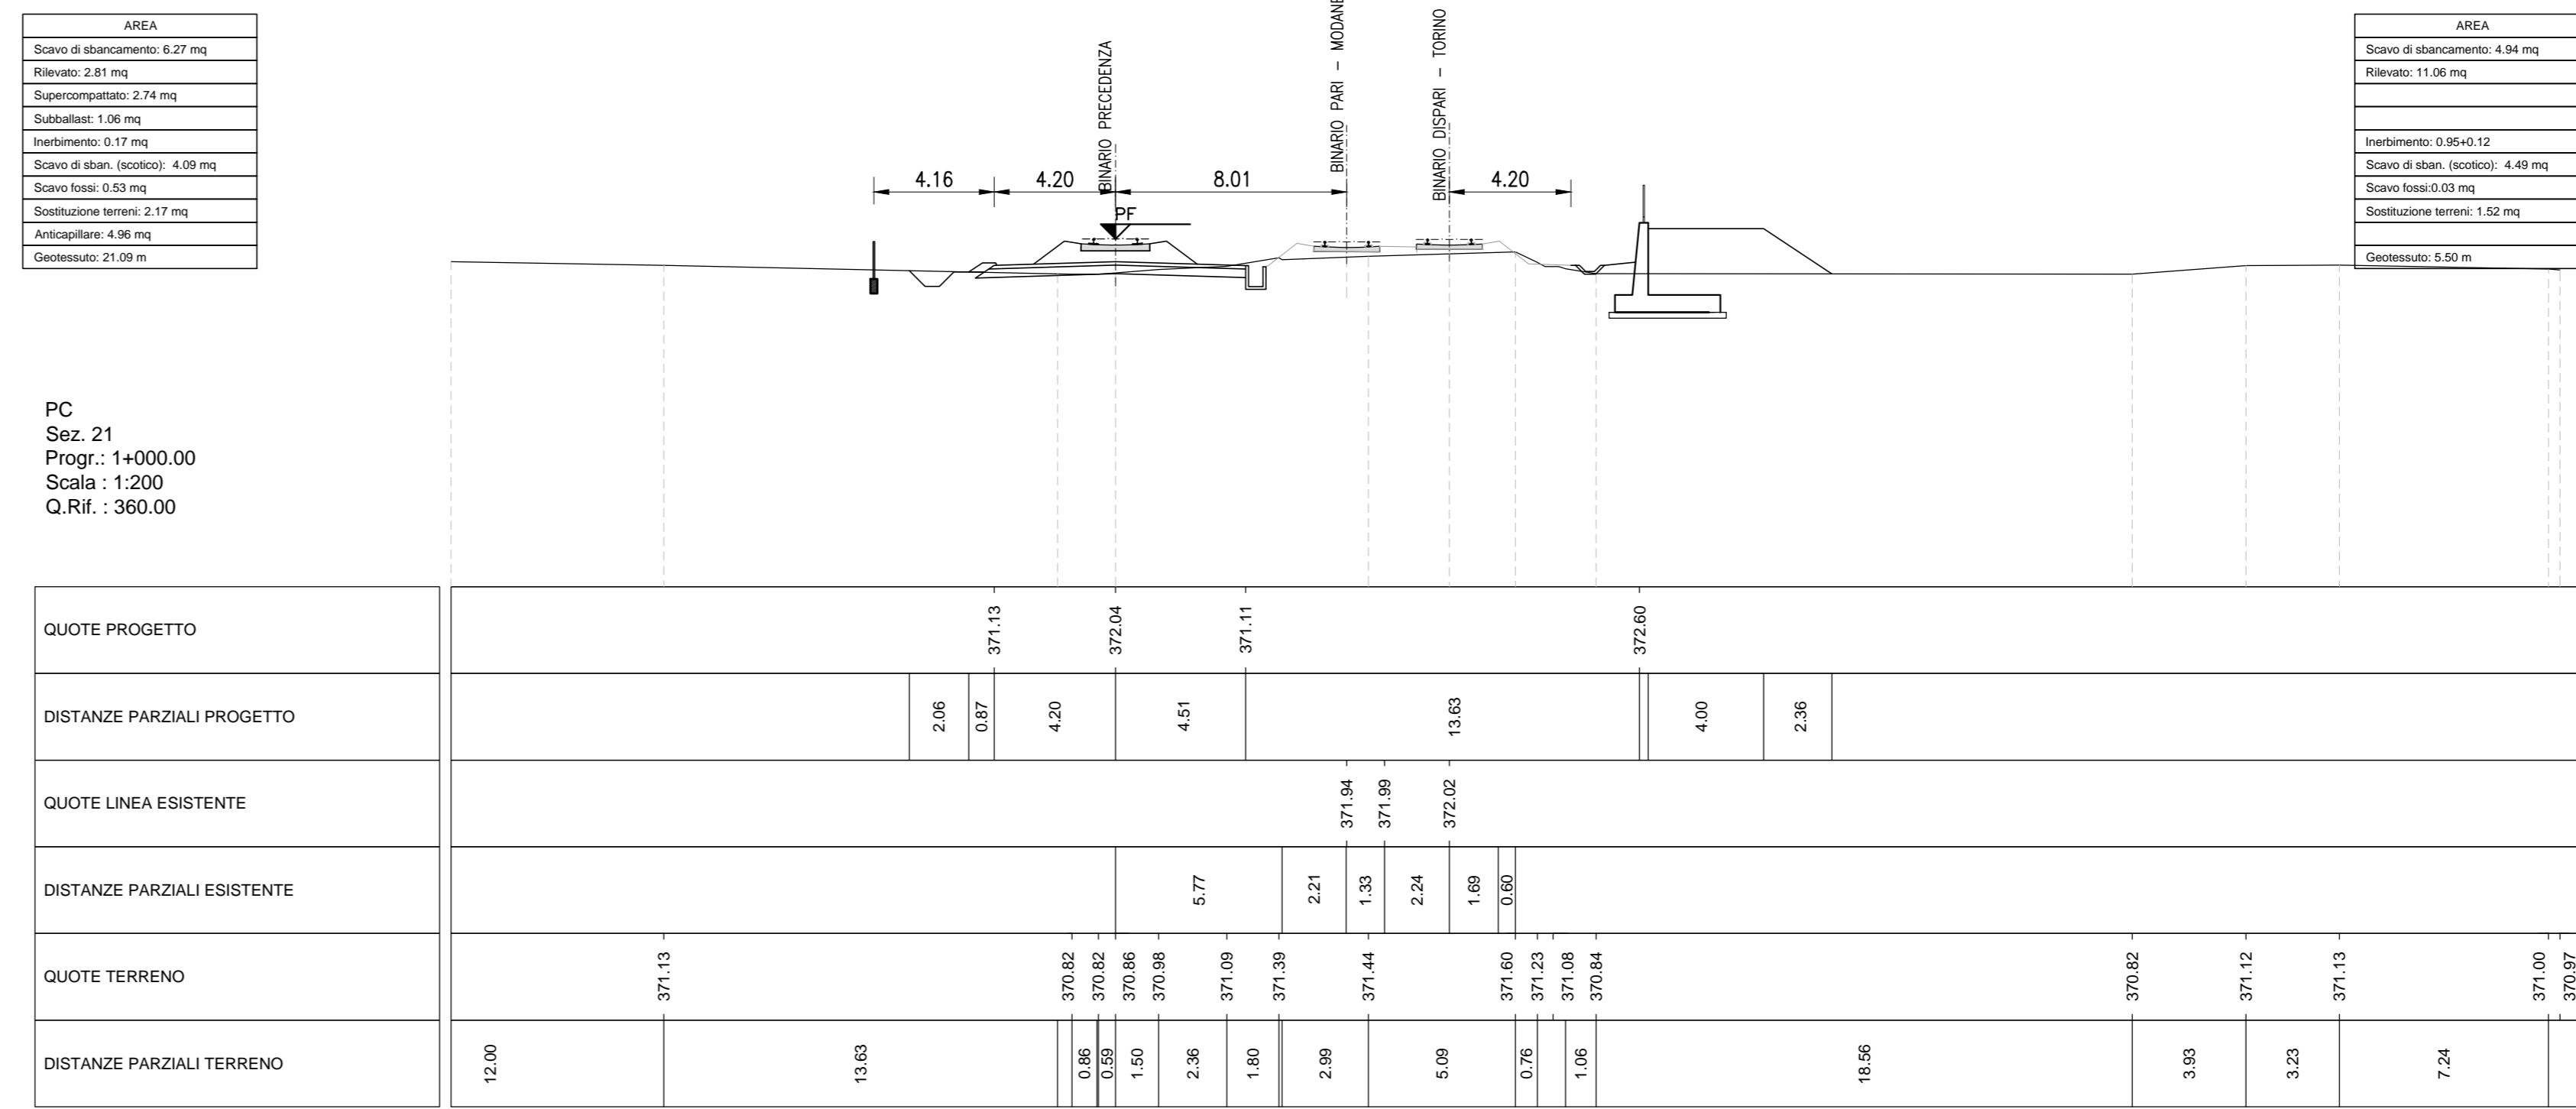 AREA
Scavo di sbancamento: 6.27 mq
Rilevato: 2.81 mq
Supercompattato: 2.74 mq
Subballast: 1.06 mq
Inerbimento: 0.17 mq
Scavo di sban. (scotico): 4.09 mq
Scavo fossi: 0.53 mq
Sostituzione terreni: 2.17 mq
Anticapillare: 4.96 mq
Geotessuto: 21.09 m
BINARIO PRECEDENZA
BINARIO PARI - MODANE
BINARIO DISPARI - TORINO
4.16
4.20
8.01
4.20
PF
AREA
Scavo di sbancamento: 4.94 mq
Rilevato: 11.06 mq
Inerbimento: 0.95+0.12
Scavo di sban. (scotico): 4.49 mq
Scavo fossi:0.03 mq
Sostituzione terreni: 1.52 mq
Geotessuto: 5.50 m
PC
Sez. 21
Progr.: 1+000.00
Scala : 1:200
Q.Rif. : 360.00
QUOTE PROGETTO
371.13
372.04
371.11
372.60
DISTANZE PARZIALI PROGETTO
2.06
0.87
4.20
4.51
13.63
4.00
2.36
QUOTE LINEA ESISTENTE
371.94
371.99
372.02
DISTANZE PARZIALI ESISTENTE
5.77
2.21
1.33
2.24
1.69
0.60
QUOTE TERRENO
371.13
370.82
370.82
370.86
370.98
371.09
371.39
371.44
371.60
371.23
371.08
370.84
370.82
371.12
371.13
371.00
370.97
DISTANZE PARZIALI TERRENO
12.00
13.63
0.86
0.59
1.50
2.36
1.80
2.99
5.09
0.76
1.06
18.56
3.93
3.23
7.24